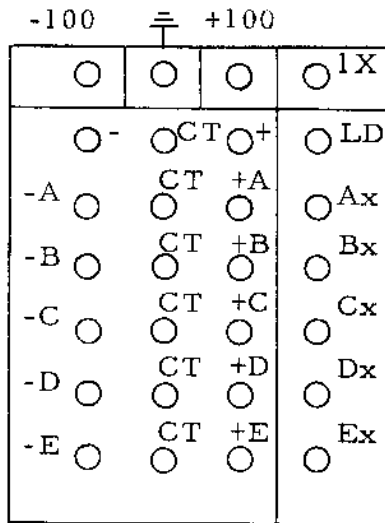 -100 +100
1X
- CT + LD
-A CT +A Ax
-B CT +B Bx
-C CT +C Cx
-D CT +D Dx
-E CT +E Ex